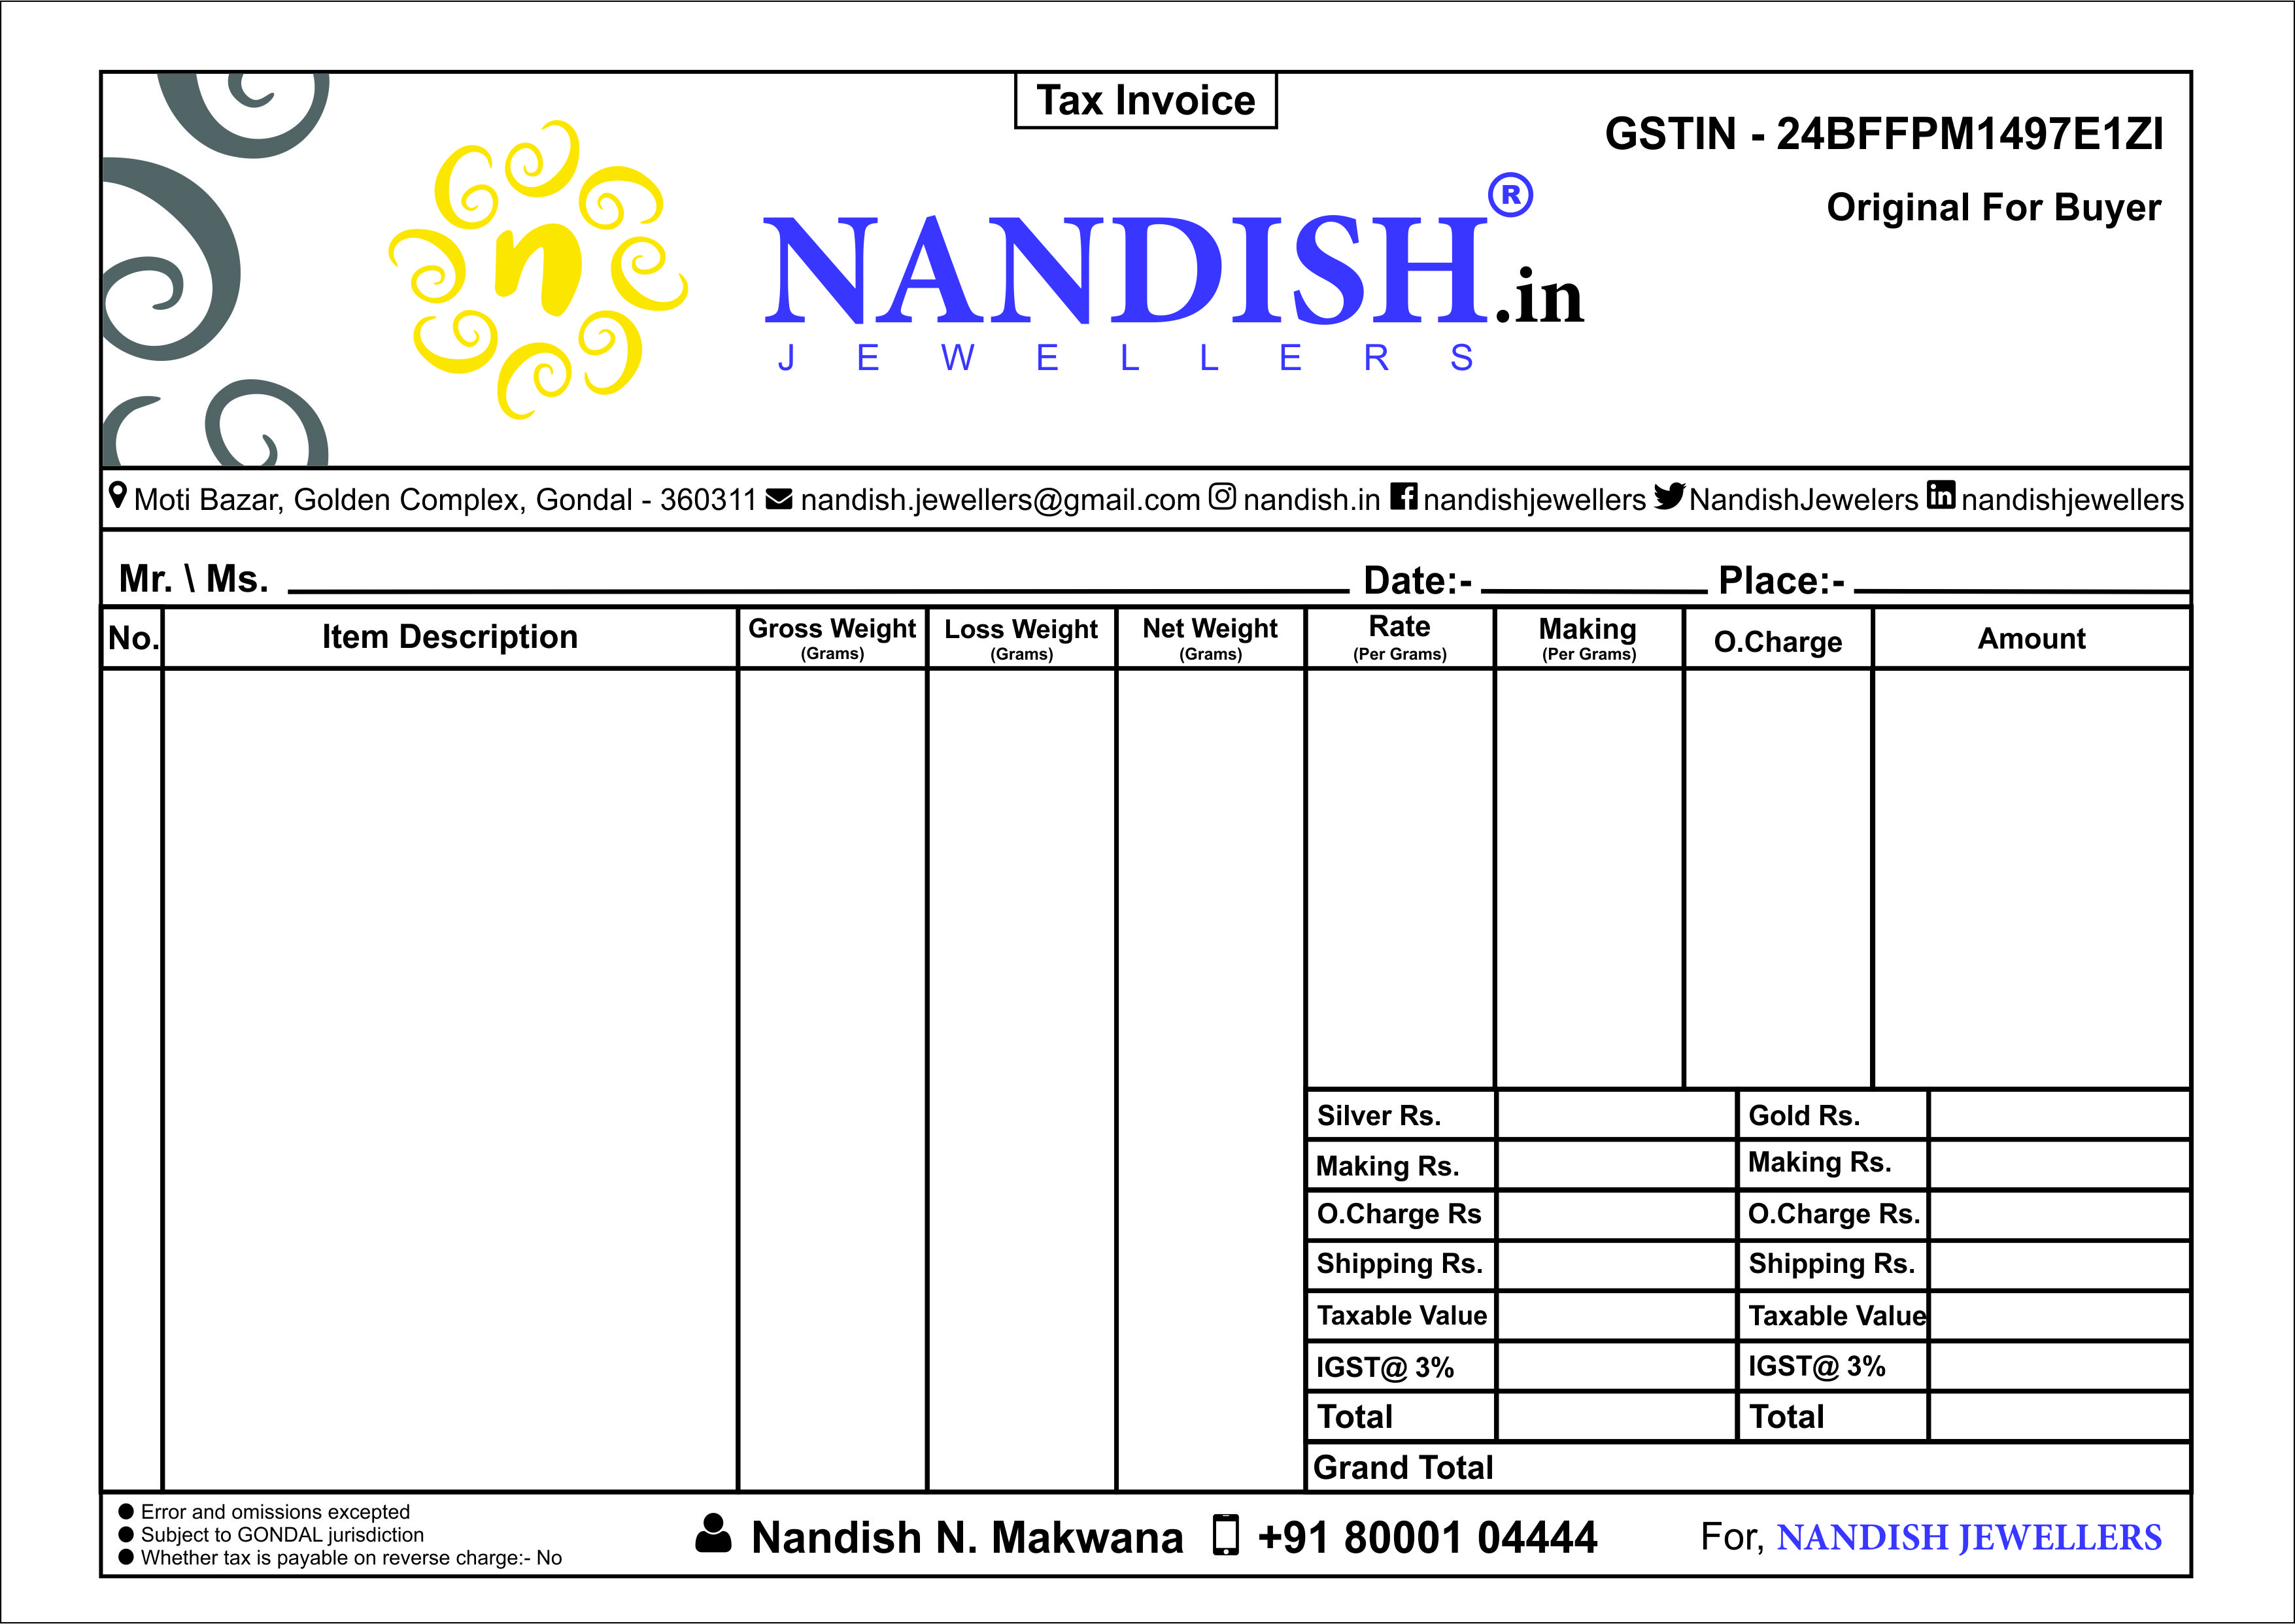 Tax Invoice
GSTIN - 24BFFPM1497E1ZI
Original For Buyer
n
NANDISH®.in
JEWELLERS
Moti Bazar, Golden Complex, Gondal - 360311 nandish.jewellers@gmail.com nandish.in nandishjewellers NandishJewelers in nandishjewellers
Mr. \ Ms. Date:- Place:-
No. Item Description Gross Weight (Grams) Loss Weight (Grams) Net Weight (Grams) Rate (Per Grams) Making (Per Grams) O.Charge Amount
Silver Rs. Gold Rs.
Making Rs. Making Rs.
O.Charge Rs O.Charge Rs.
Shipping Rs. Shipping Rs.
Taxable Value Taxable Value
IGST@ 3% IGST@ 3%
Total Total
Grand Total
● Error and omissions excepted
● Subject to GONDAL jurisdiction
● Whether tax is payable on reverse charge:- No
Nandish N. Makwana +91 80001 04444
For, NANDISH JEWELLERS